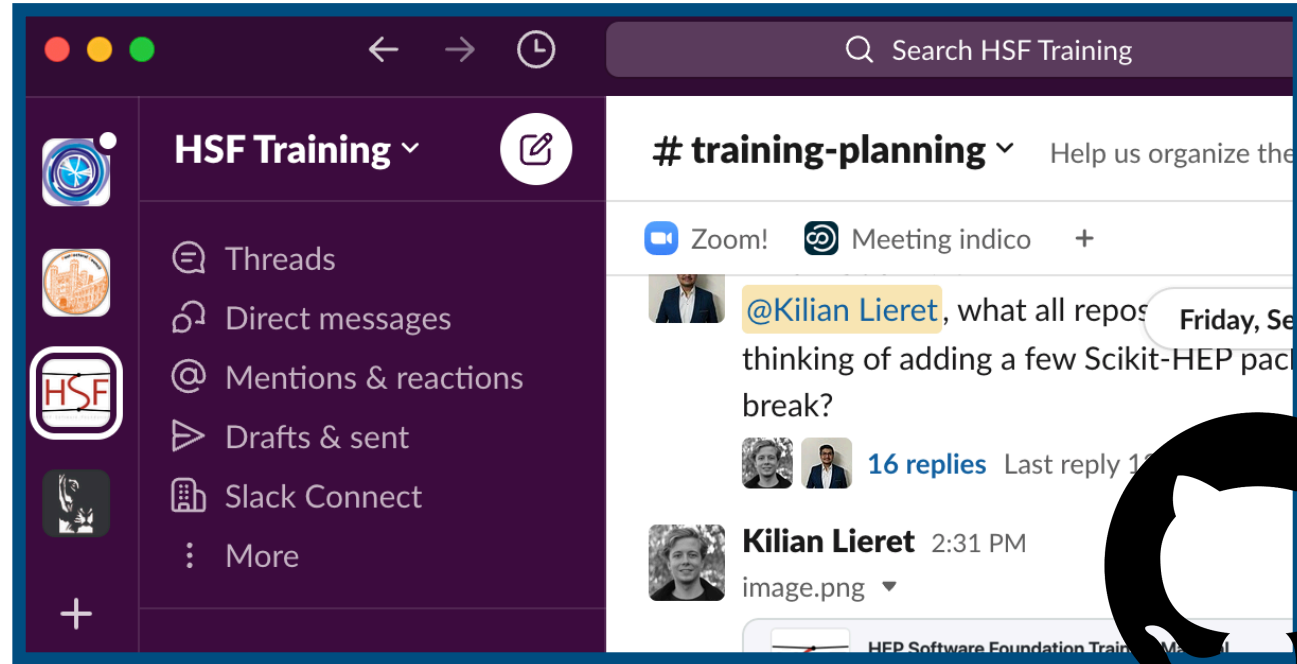 Search HSF Training
HSF Training
# training-planning
Help us organize the
Zoom!
Meeting indico
+
Threads
Direct messages
Mentions & reactions
Drafts & sent
Slack Connect
More
HSF
@Kilian Lieret, what all repos
Friday, Se
thinking of adding a few Scikit-HEP pac
break?
16 replies Last reply 1
Kilian Lieret 2:31 PM
image.png
HEP Software Foundation Train